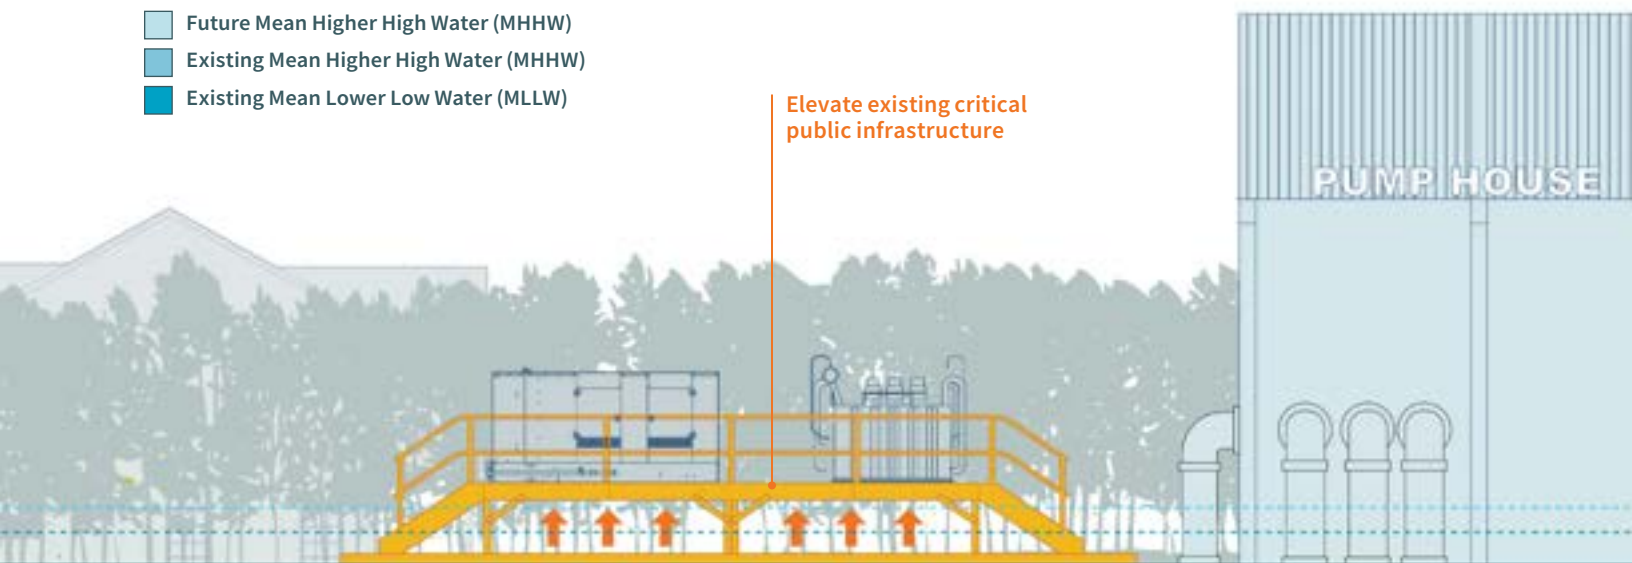 Future Mean Higher High Water (MHHW)
Existing Mean Higher High Water (MHHW)
Existing Mean Lower Low Water (MLLW)
Elevate existing critical
public infrastructure
PUMP HOUSE